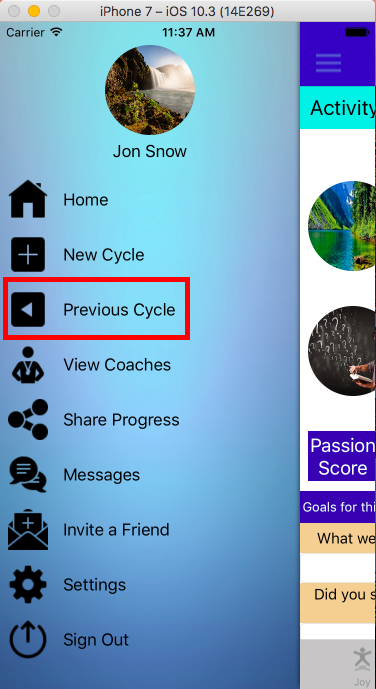 iPhone 7 – iOS 10.3 (14E269)
Carrier 11:37 AM
Jon Snow
Home
New Cycle
Previous Cycle
View Coaches
Share Progress
Messages
Invite a Friend
Settings
Sign Out
Activity
Passion
Score
Goals for thi
What we
Did you s
Joy